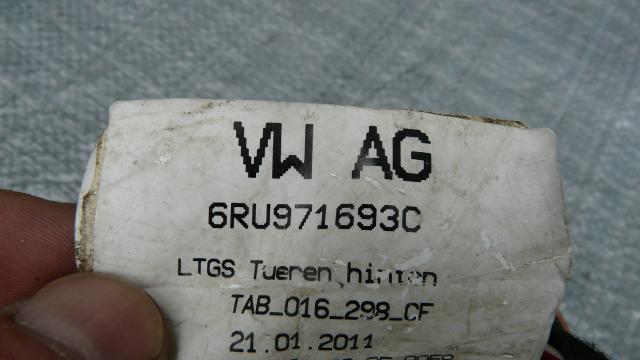 VW AG
6RU971693C
LTGS Tueren hinten
TAB_016_298_CF
21.01.2011